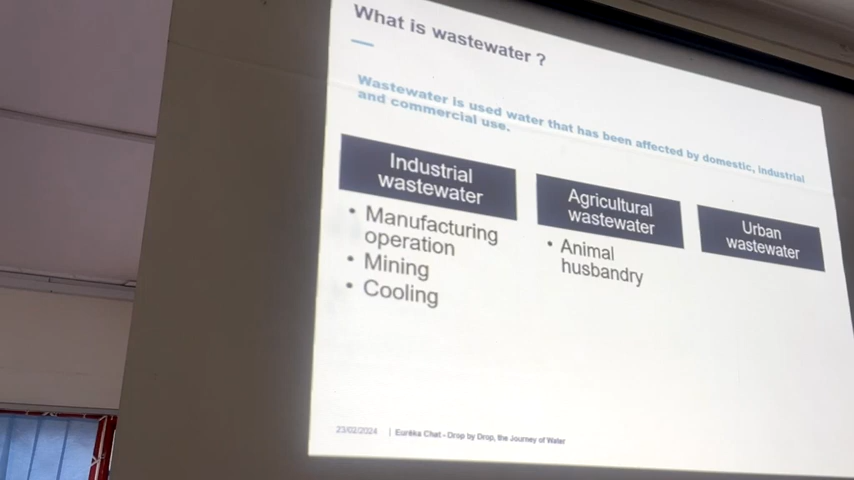 What is wastewater ?
Wastewater is used water that has been affected by domestic, industrial
and commercial use.
Industrial
wastewater
• Manufacturing
operation
• Mining
• Cooling
Agricultural
wastewater
• Animal
husbandry
Urban
wastewater
23/02/2024 | Eurêka Chat - Drop by Drop, the Journey of Water